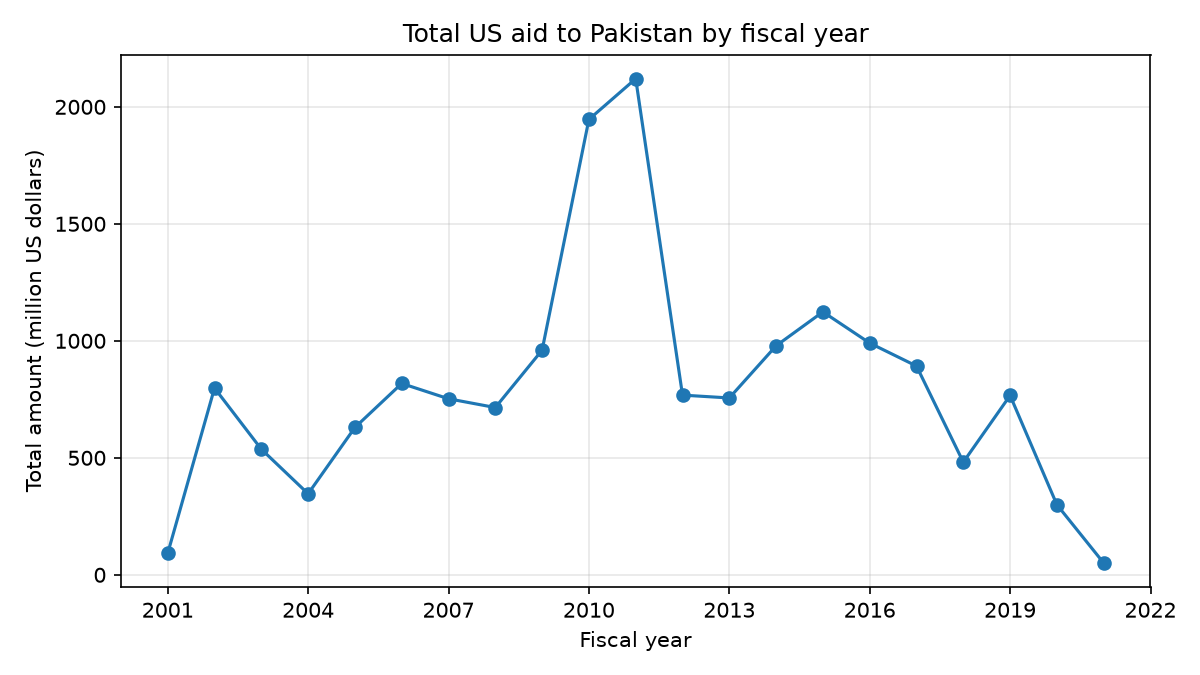 Total US aid to Pakistan by fiscal year
Total amount (million US dollars)
2000
1500
1000
500
0
2001 2004 2007 2010 2013 2016 2019 2022
Fiscal year